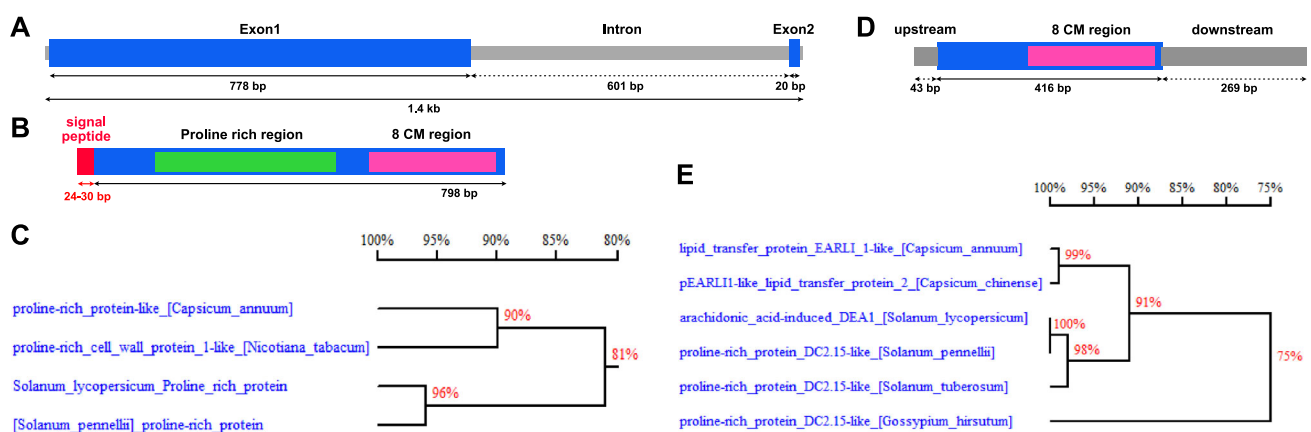 A
Exon1
Intron
Exon2
778 bp
601 bp
20 bp
1.4 kb
B
signal
peptide
Proline rich region
8 CM region
24-30 bp
798 bp
C
100%
95%
90%
85%
80%
proline-rich_protein-like_[Capsicum_annuum]
90%
proline-rich_cell_wall_protein_1-like_[Nicotiana_tabacum]
81%
Solanum_lycopersicum_Proline_rich_protein
96%
[Solanum_pennellii]_proline-rich_protein
D
upstream
8 CM region
downstream
43 bp
416 bp
269 bp
E
100%
95%
90%
85%
80%
75%
lipid_transfer_protein_EARLI_1-like_[Capsicum_annuum]
99%
pEARLI1-like_lipid_transfer_protein_2_[Capsicum_chinense]
91%
arachidonic_acid-induced_DEA1_[Solanum_lycopersicum]
100%
proline-rich_protein_DC2.15-like_[Solanum_pennellii]
98%
75%
proline-rich_protein_DC2.15-like_[Solanum_tuberosum]
proline-rich_protein_DC2.15-like_[Gossypium_hirsutum]